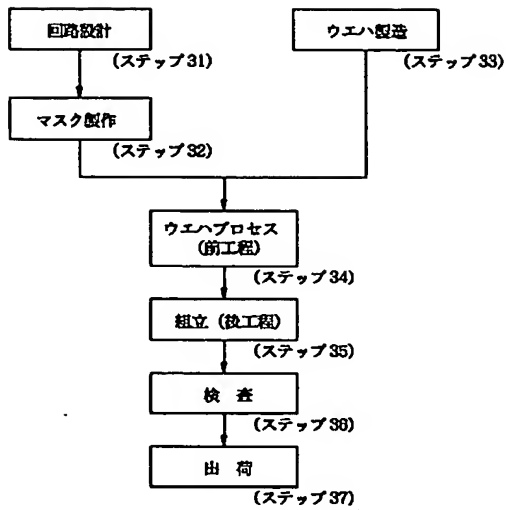 回路設計
(ステップ31)
ウエハ製造
(ステップ33)
マスク製作
(ステップ32)
ウエハプロセス
(前工程)
(ステップ34)
組立 (後工程)
(ステップ35)
検 査
(ステップ36)
出 荷
(ステップ37)